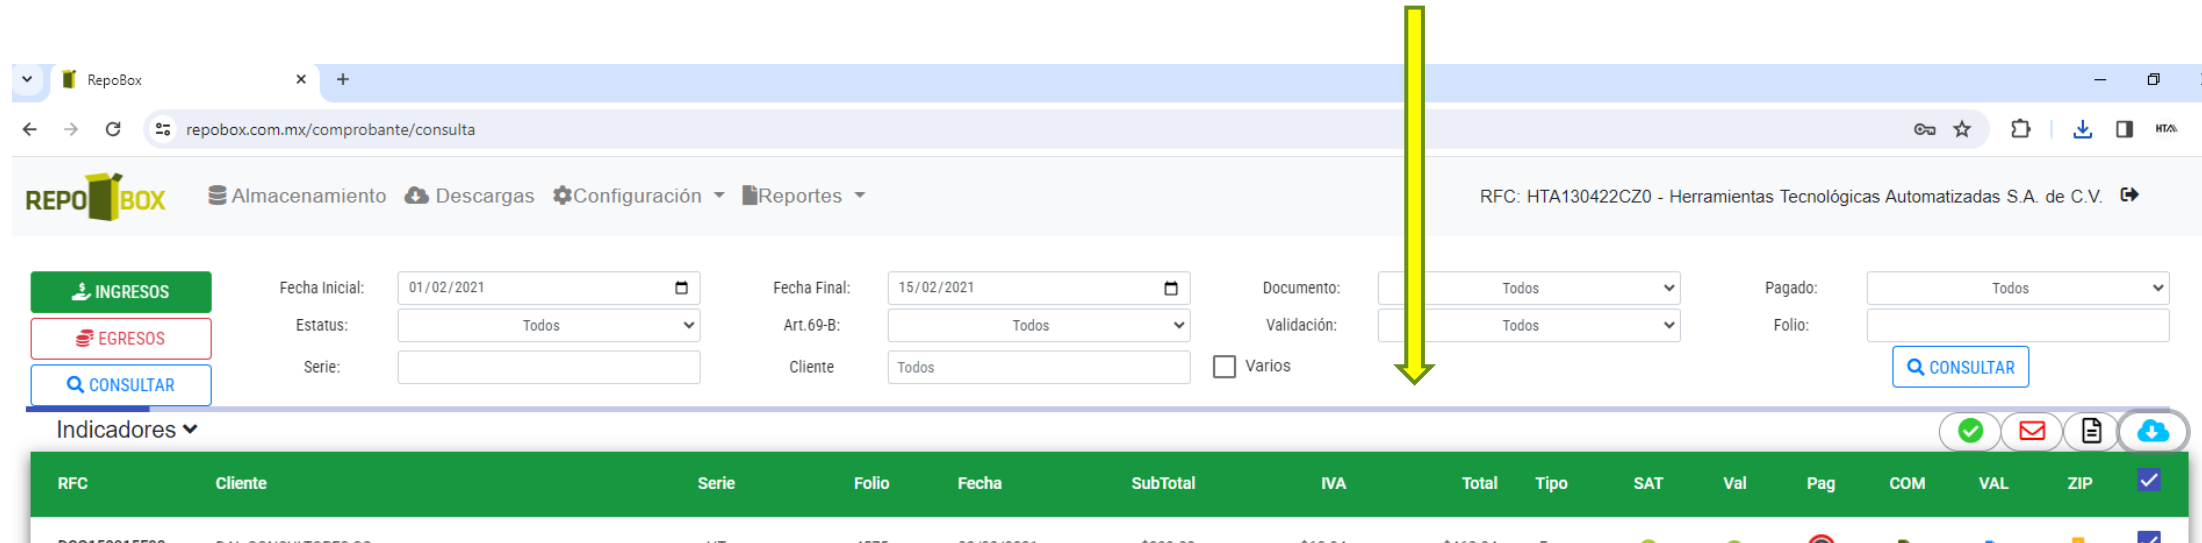 RepoBox
repobox.com.mx/comprobante/consulta
HTA
REPO BOX Almacenamiento Descargas Configuración Reportes RFC: HTA130422CZ0 - Herramientas Tecnológicas Automatizadas S.A. de C.V.
INGRESOS Fecha Inicial: 01/02/2021 Fecha Final: 15/02/2021 Documento: Todos Pagado: Todos
EGRESOS Estatus: Todos Art.69-B: Todos Validación: Todos Folio:
CONSULTAR Serie: Cliente Todos Varios CONSULTAR
Indicadores
RFC Cliente Serie Folio Fecha SubTotal IVA Total Tipo SAT Val Pag COM VAL ZIP